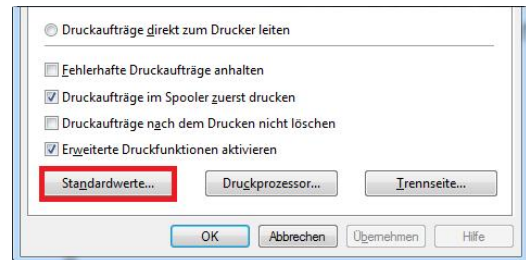 Druckaufträge direkt zum Drucker leiten
Fehlerhafte Druckaufträge anhalten
Druckaufträge im Spooler zuerst drucken
Druckaufträge nach dem Drucken nicht löschen
Erweiterte Druckfunktionen aktivieren
Standardwerte... Druckprozessor... Trennseite...
OK Abbrechen Übernehmen Hilfe